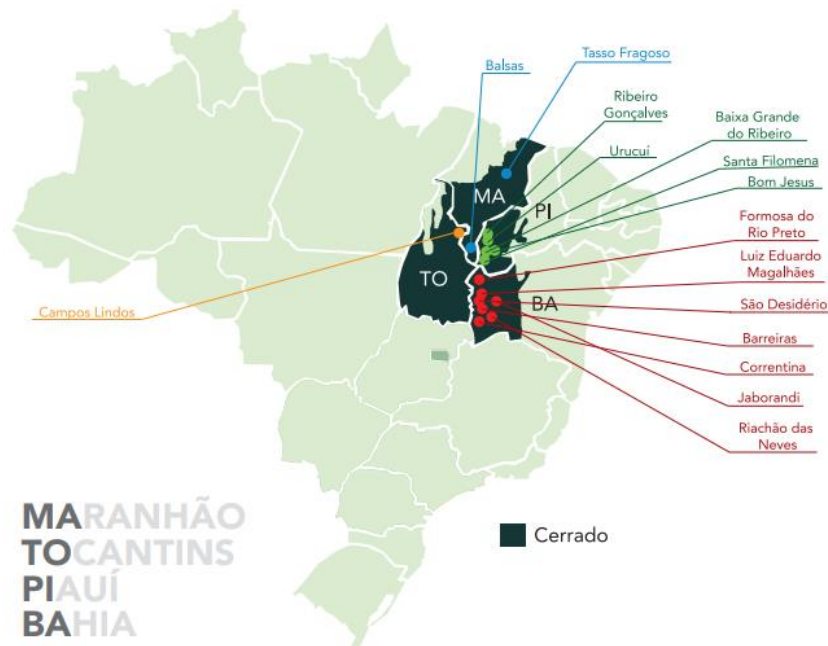 Balsas
Tasso Fragoso
Ribeiro
Gonçalves
Urucuí
Baixa Grande
do Ribeiro
Santa Filomena
Bom Jesus
Formosa do
Rio Preto
Luiz Eduardo
Magalhães
São Desidério
Barreiras
Correntina
Jaborandi
Riachão das
Neves
Campos Lindos
MA
PI
TO
BA
Cerrado
MARANHÃO
TOCANTINS
PIAUÍ
BAHIA